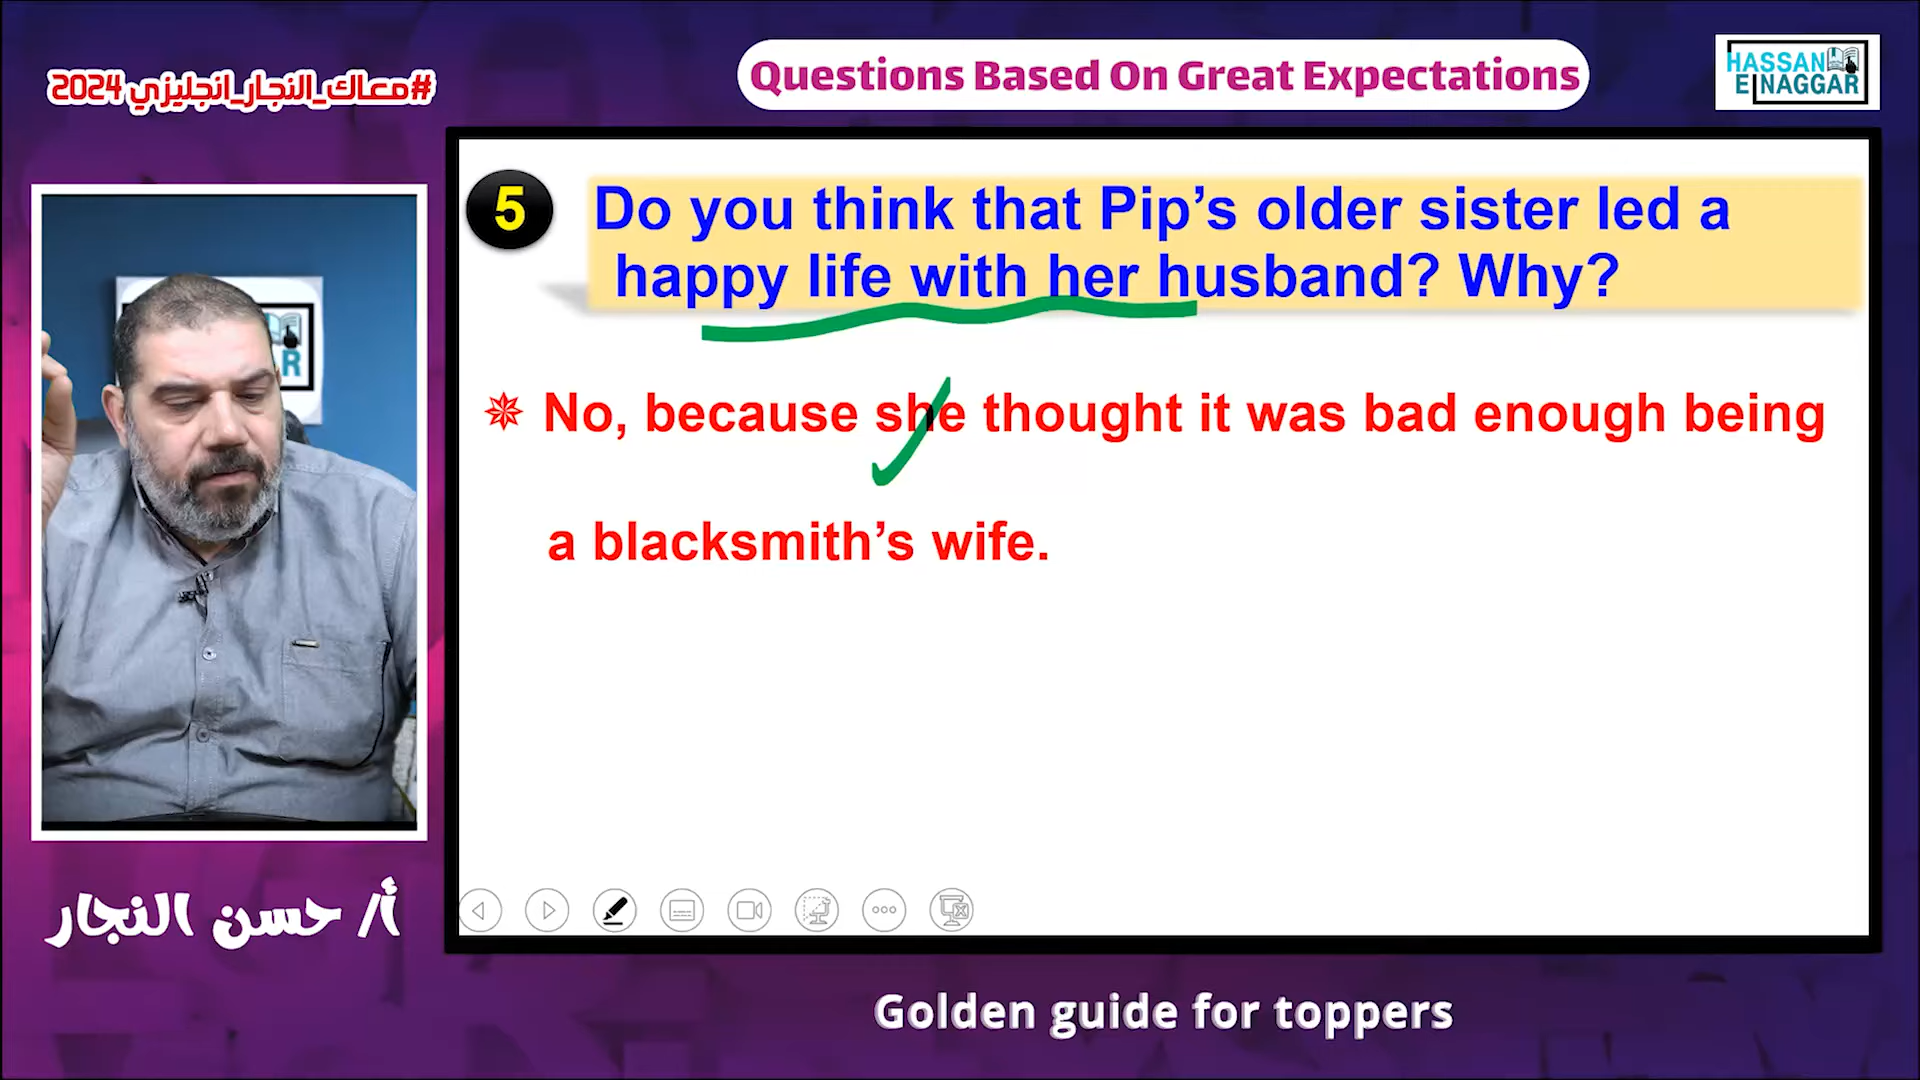 #معاك_النجار_انجليزي 2024
Questions Based On Great Expectations
HASSAN
ELNAGGAR
5
Do you think that Pip’s older sister led a
happy life with her husband? Why?
No, because she thought it was bad enough being
a blacksmith’s wife.
أ/ حسن النجار
Golden guide for toppers